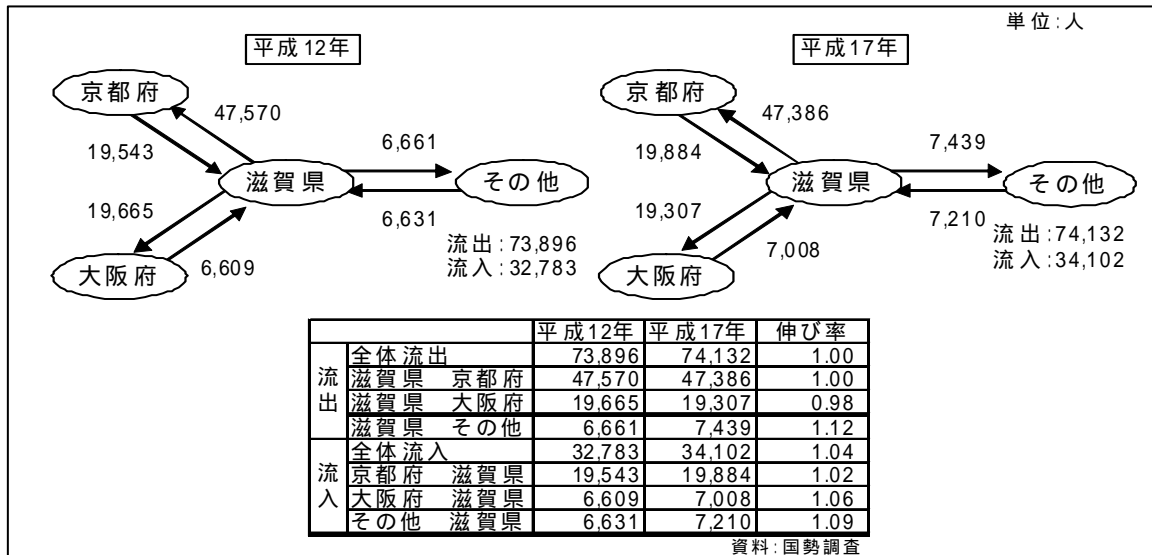 単位:人
平成12年
京都府
47,570
19,543
滋賀県
6,661
その他
6,631
19,665
大阪府
6,609
流出:73,896
流入:32,783
平成17年
京都府
47,386
19,884
滋賀県
7,439
その他
7,210
19,307
大阪府
7,008
流出:74,132
流入:34,102
平成12年 平成17年 伸び率
流出
全体流出 73,896 74,132 1.00
滋賀県 京都府 47,570 47,386 1.00
滋賀県 大阪府 19,665 19,307 0.98
滋賀県 その他 6,661 7,439 1.12
流入
全体流入 32,783 34,102 1.04
京都府 滋賀県 19,543 19,884 1.02
大阪府 滋賀県 6,609 7,008 1.06
その他 滋賀県 6,631 7,210 1.09
資料:国勢調査